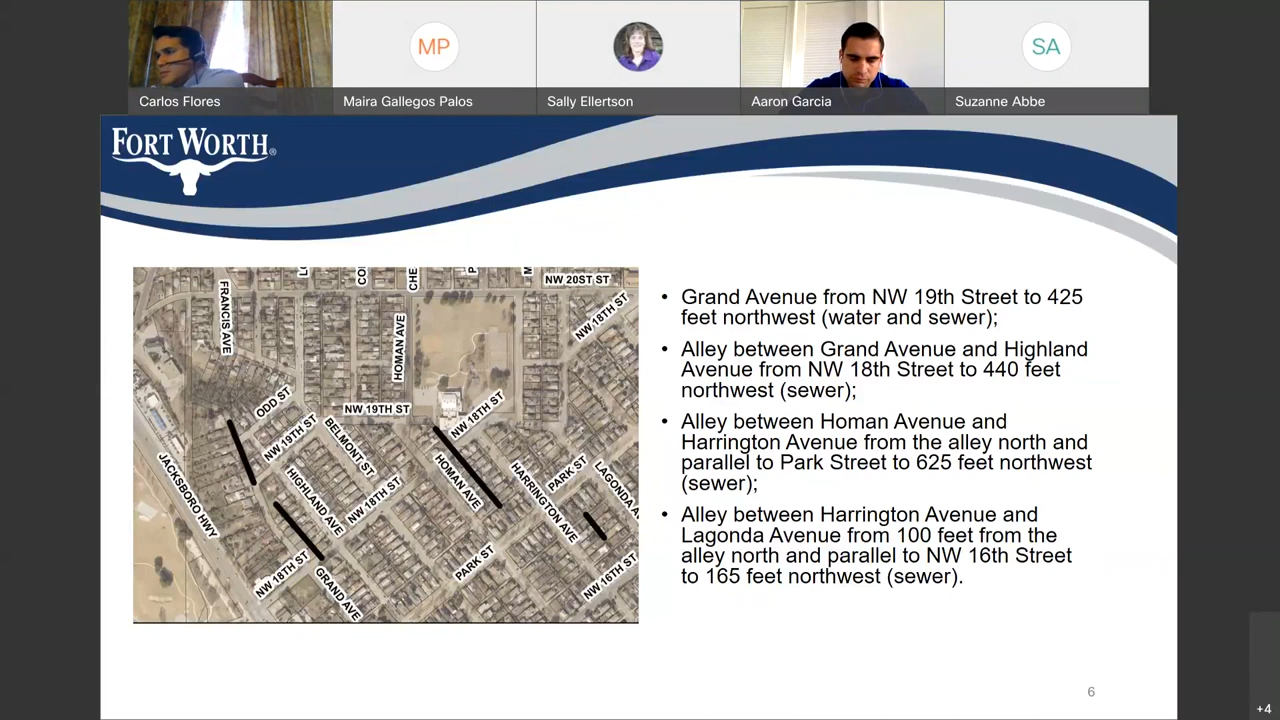 MP
SA
Carlos Flores
Maira Gallegos Palos
Sally Ellertson
Aaron Garcia
Suzanne Abbe
FORT WORTH®
FRANCIS AVE
CHE
NW 20ST ST
NW 18TH ST
HOMAN AVE
ODD ST
NW 19TH ST
NW 19TH ST
NW 18TH ST
BELMONT ST
JACKSBORO HWY
HIGHLAND AVE
NW 18TH ST
HOMAN AVE
HARRINGTON AVE
PARK ST
LAGONDA A
NW 18TH ST
GRAND AVE
PARK ST
NW 16TH ST
• Grand Avenue from NW 19th Street to 425
feet northwest (water and sewer);
• Alley between Grand Avenue and Highland
Avenue from NW 18th Street to 440 feet
northwest (sewer);
• Alley between Homan Avenue and
Harrington Avenue from the alley north and
parallel to Park Street to 625 feet northwest
(sewer);
• Alley between Harrington Avenue and
Lagonda Avenue from 100 feet from the
alley north and parallel to NW 16th Street
to 165 feet northwest (sewer).
6
+4